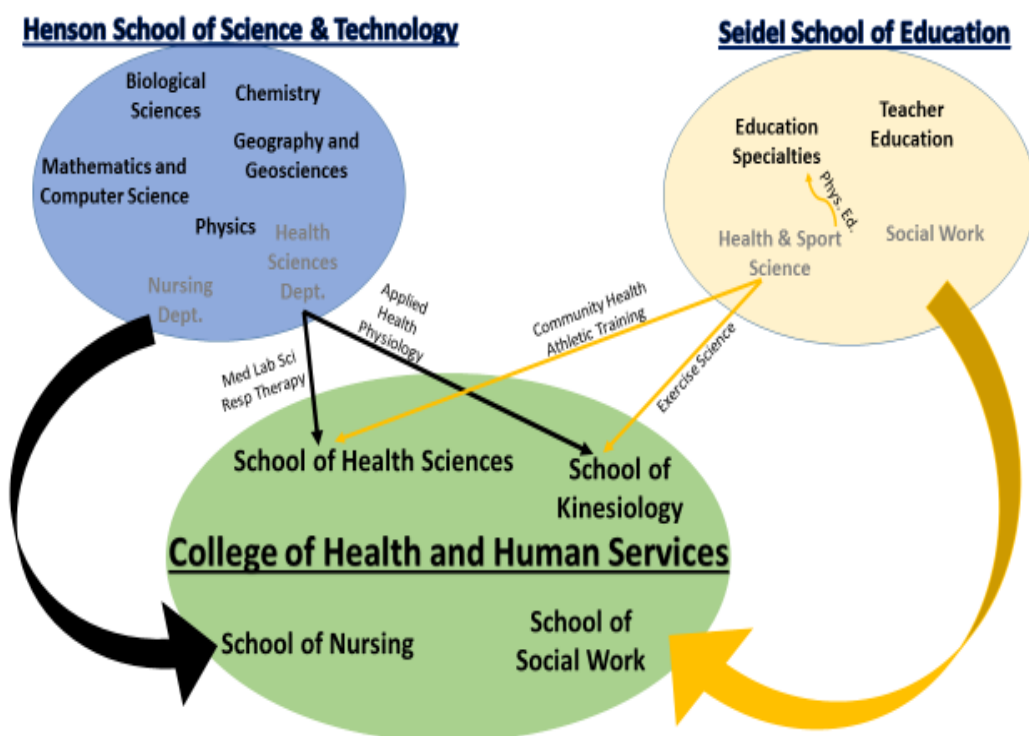 Henson School of Science & Technology
Biological
Sciences
Chemistry
Geography and
Geosciences
Mathematics and
Computer Science
Physics
Health
Sciences
Dept.
Nursing
Dept.
Seidel School of Education
Teacher
Education
Education
Specialties
Phys. Ed.
Health & Sport
Science
Social Work
Applied
Health
Physiology
Med Lab Sci
Resp Therapy
Community Health
Athletic Training
Exercise Science
School of Health Sciences
School of
Kinesiology
College of Health and Human Services
School of Nursing
School of
Social Work